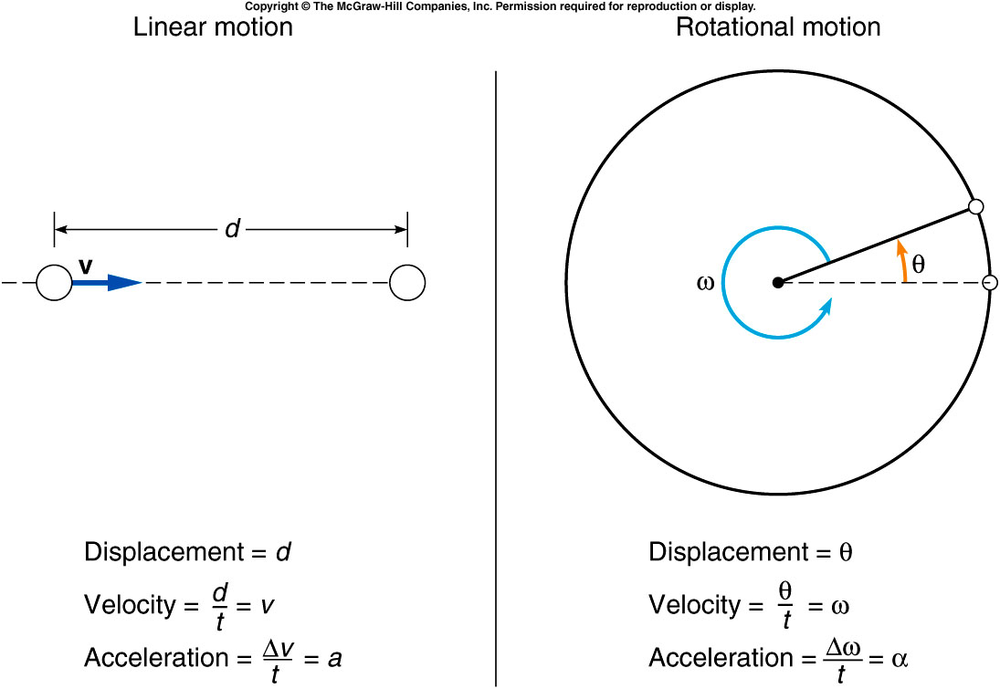 Copyright © The McGraw-Hill Companies, Inc. Permission required for reproduction or display.
Linear motion
d
v
Displacement = d
Velocity = d/t = v
Acceleration = Δv/t = a
Rotational motion
θ
ω
Displacement = θ
Velocity = θ/t = ω
Acceleration = Δω/t = α